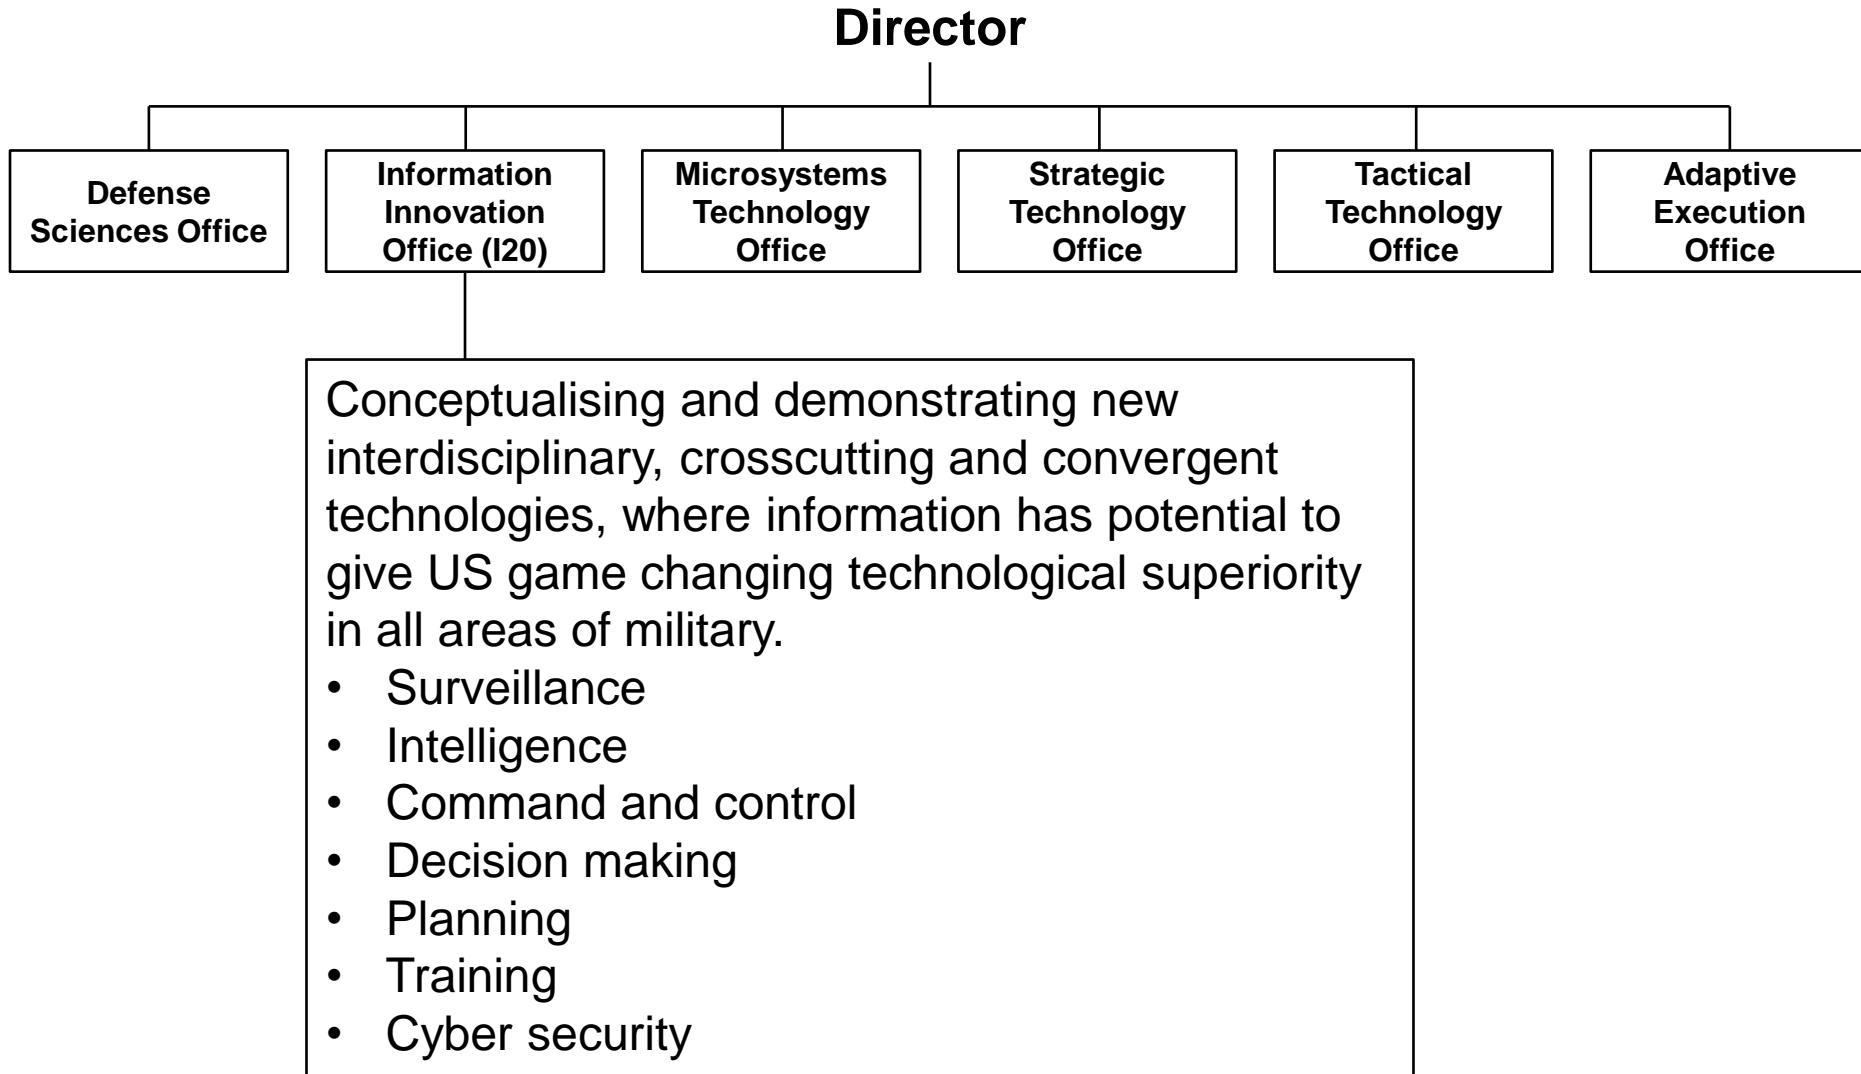 Director
Defense
Sciences Office
Information
Innovation
Office (I20)
Microsystems
Technology
Office
Strategic
Technology
Office
Tactical
Technology
Office
Adaptive
Execution
Office
Conceptualising and demonstrating new
interdisciplinary, crosscutting and convergent
technologies, where information has potential to
give US game changing technological superiority
in all areas of military.
• Surveillance
• Intelligence
• Command and control
• Decision making
• Planning
• Training
• Cyber security